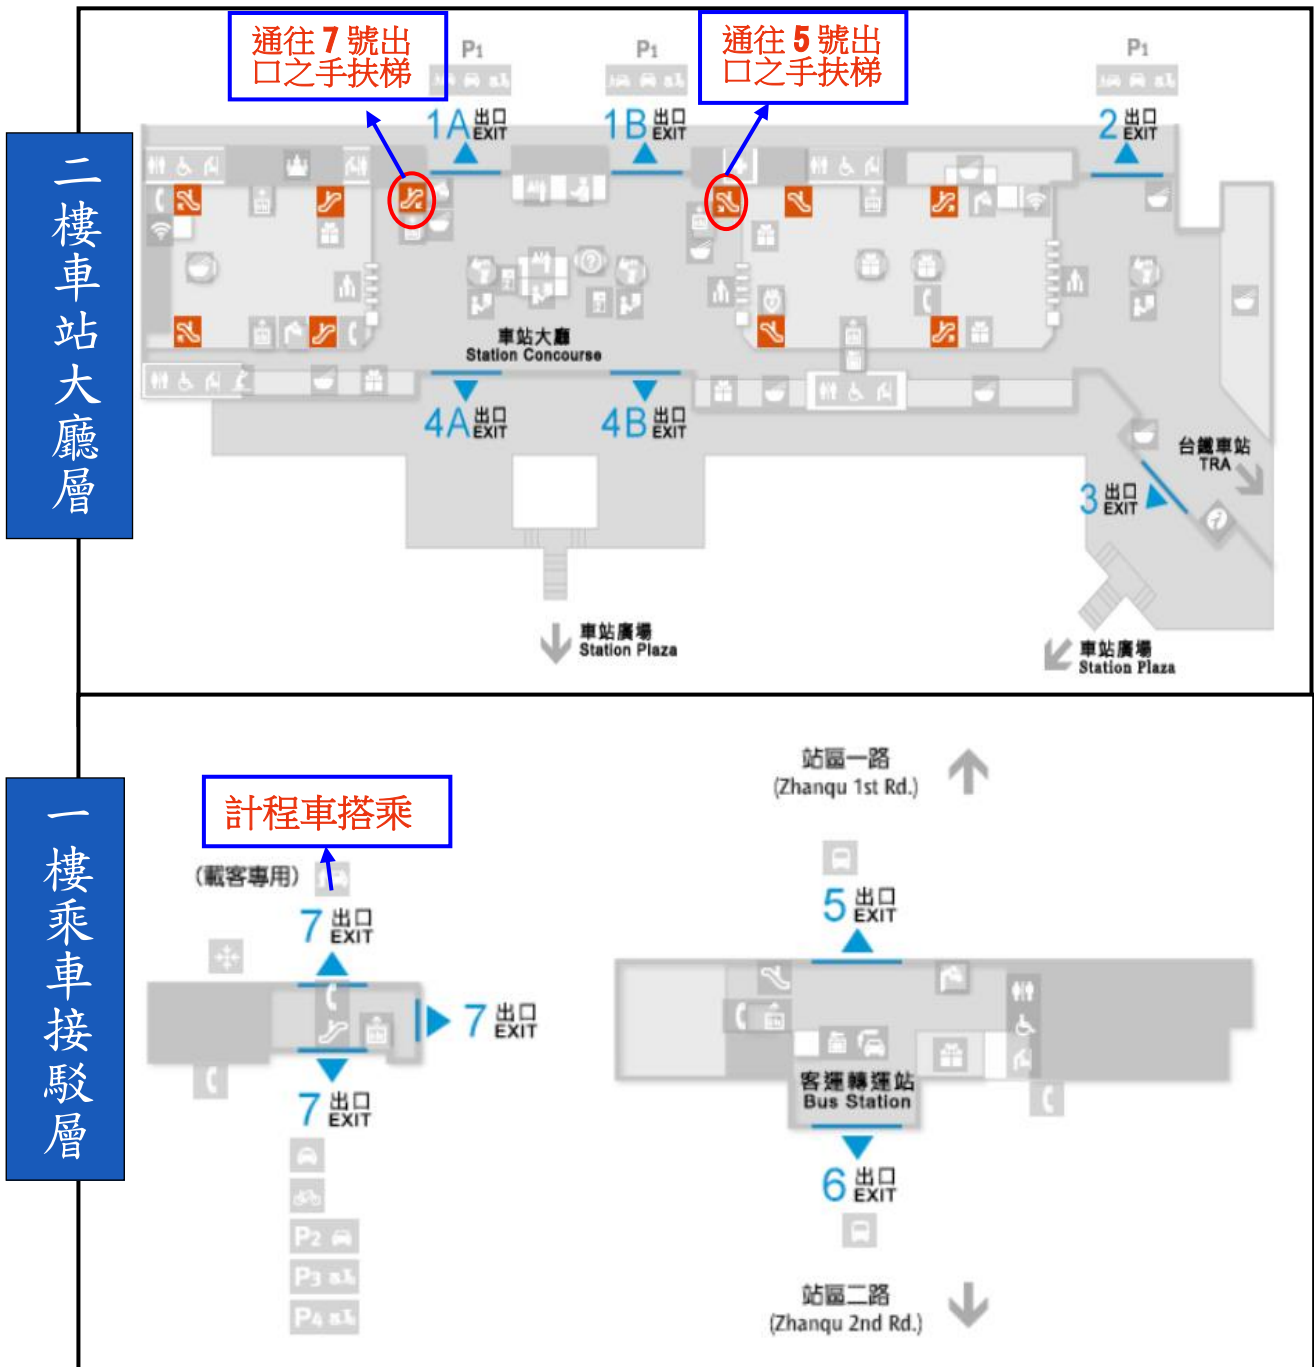 通往 7 號出
口之手扶梯
通往 5 號出
口之手扶梯
P1
P1
P1
1A 出口 EXIT
1B 出口 EXIT
2 出口 EXIT
二樓車站大廳層
車站大廳
Station Concourse
4A 出口 EXIT
4B 出口 EXIT
台鐵車站
TRA
3 出口 EXIT
車站廣場
Station Plaza
車站廣場
Station Plaza
一樓乘車接駁層
站區一路
(Zhanqu 1st Rd.)
計程車搭乘
(載客專用)
7 出口 EXIT
5 出口 EXIT
7 出口 EXIT
7 出口 EXIT
客運轉運站
Bus Station
6 出口 EXIT
P2
P3
P4
站區二路
(Zhanqu 2nd Rd.)